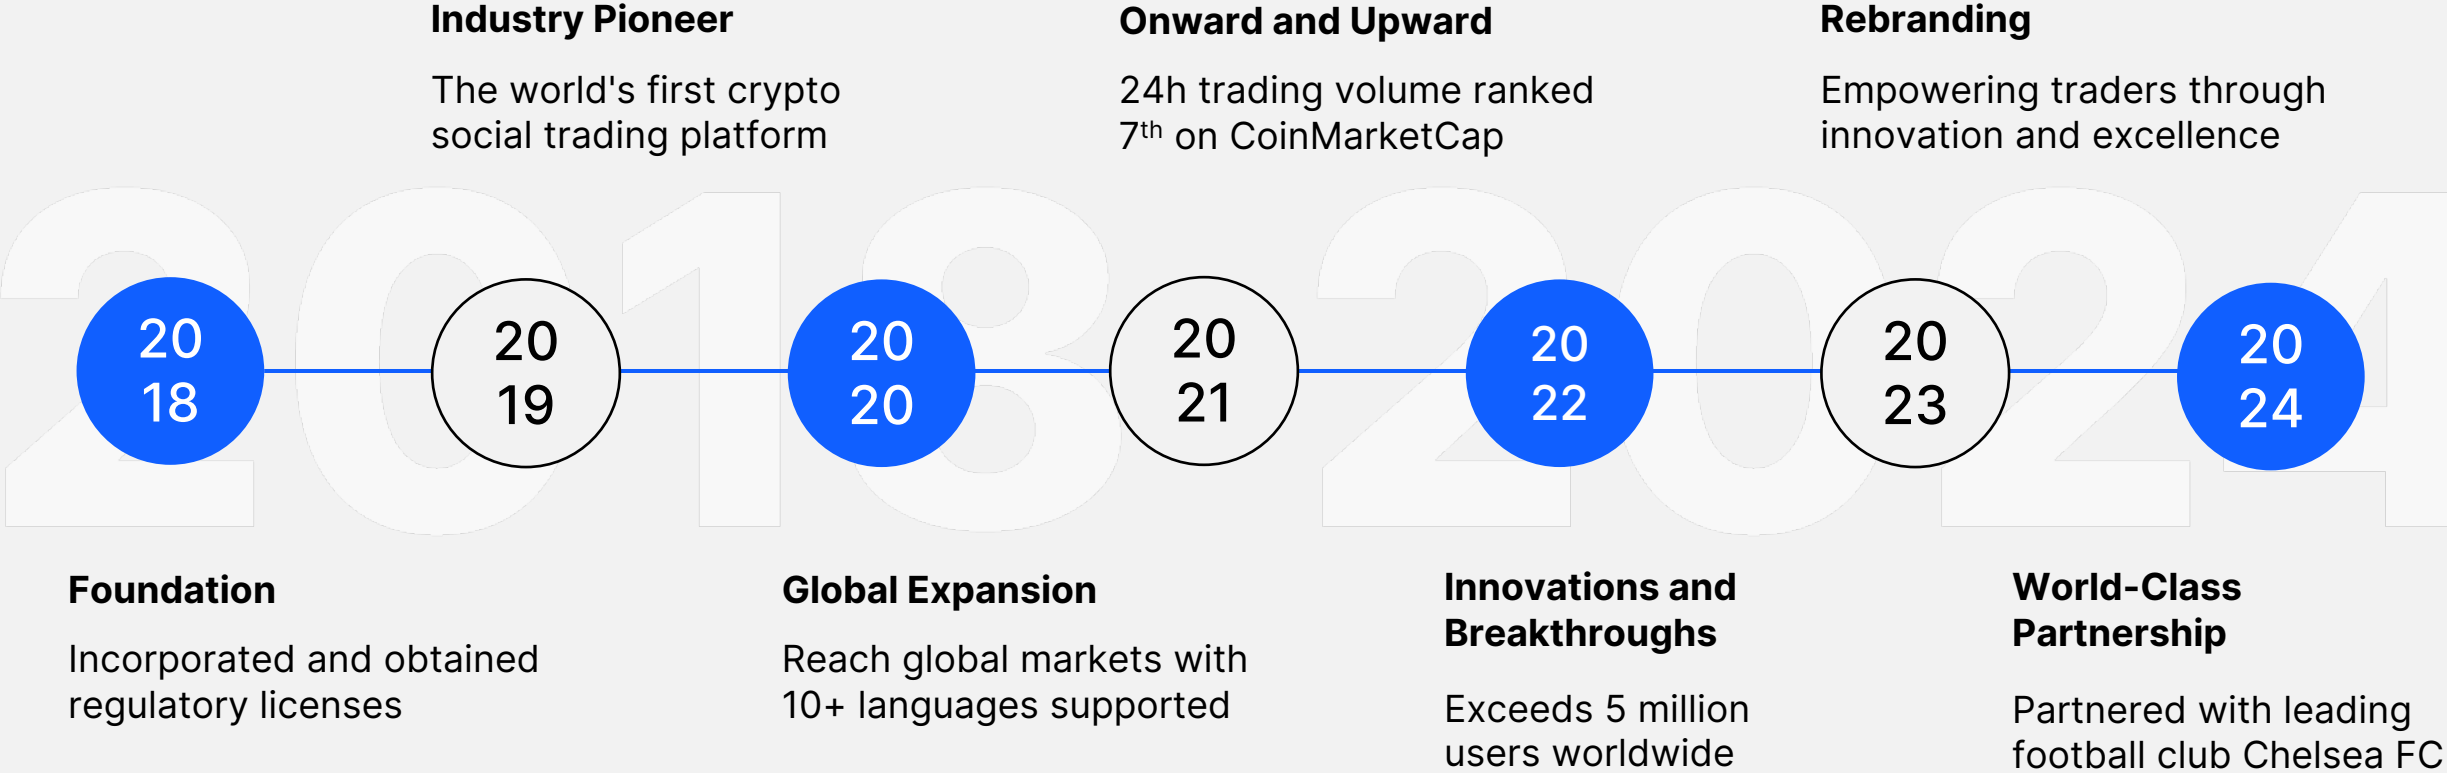 Industry Pioneer
The world's first crypto
social trading platform
Onward and Upward
24h trading volume ranked
7th on CoinMarketCap
Rebranding
Empowering traders through
innovation and excellence
2018
2024
20
18
20
19
20
20
20
21
20
22
20
23
20
24
Foundation
Incorporated and obtained
regulatory licenses
Global Expansion
Reach global markets with
10+ languages supported
Innovations and
Breakthroughs
Exceeds 5 million
users worldwide
World-Class
Partnership
Partnered with leading
football club Chelsea FC